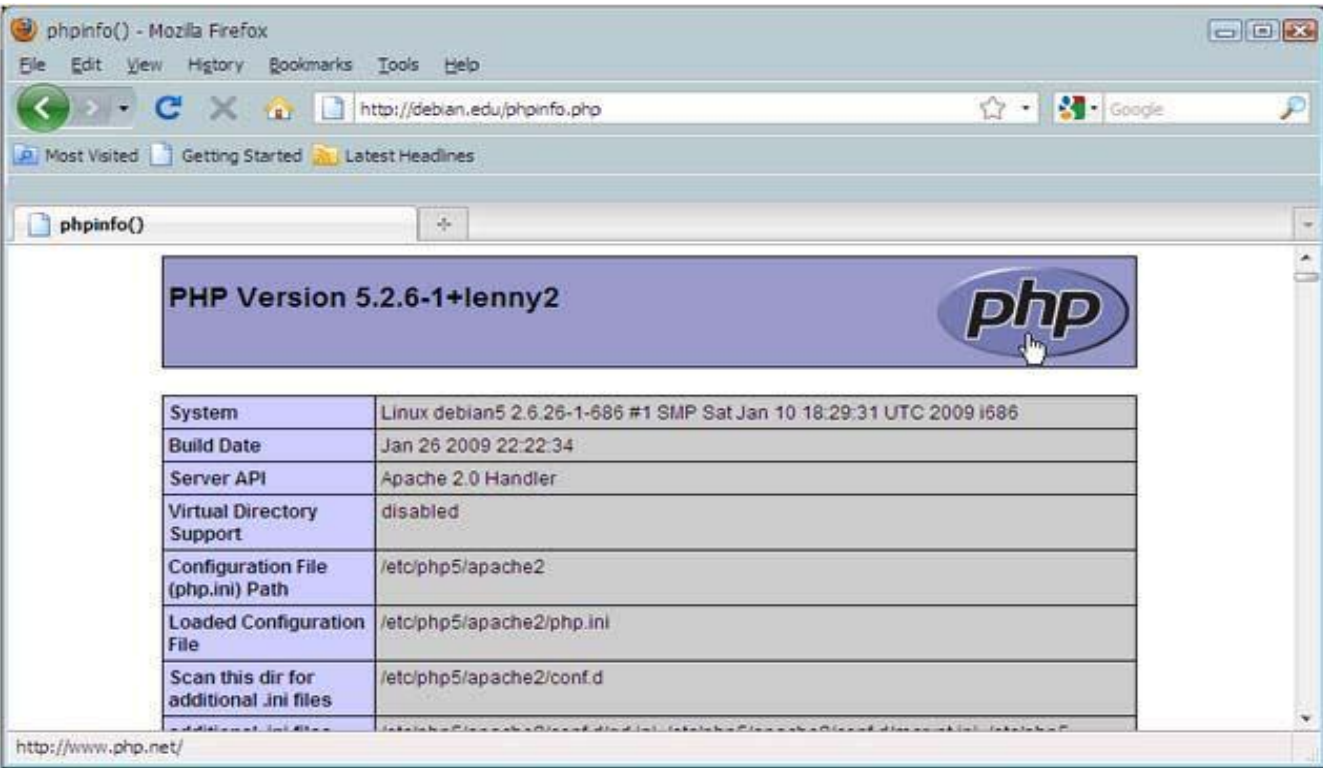 phpinfo() - Mozilla Firefox
File Edit View History Bookmarks Tools Help
http://debian.edu/phpinfo.php
Google
Most Visited Getting Started Latest Headlines
phpinfo()
PHP Version 5.2.6-1+lenny2
php
System Linux debian5 2.6.26-1-686 #1 SMP Sat Jan 10 18:29:31 UTC 2009 i686
Build Date Jan 26 2009 22:22:34
Server API Apache 2.0 Handler
Virtual Directory disabled
Support
Configuration File /etc/php5/apache2
(php.ini) Path
Loaded Configuration /etc/php5/apache2/php.ini
File
Scan this dir for /etc/php5/apache2/conf.d
additional .ini files
http://www.php.net/